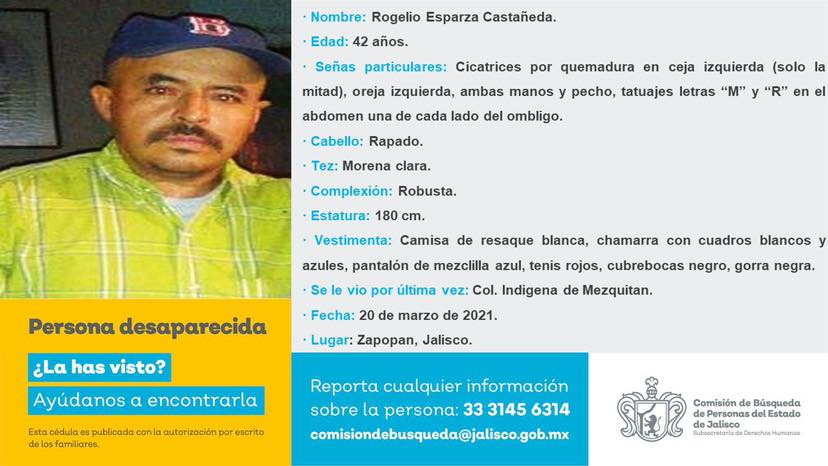 · Nombre: Rogelio Esparza Castañeda.
· Edad: 42 años.
· Señas particulares: Cicatrices por quemadura en ceja izquierda (solo la
mitad), oreja izquierda, ambas manos y pecho, tatuajes letras “M” y “R” en el
abdomen una de cada lado del ombligo.
· Cabello: Rapado.
· Tez: Morena clara.
· Complexión: Robusta.
· Estatura: 180 cm.
· Vestimenta: Camisa de resaque blanca, chamarra con cuadros blancos y
azules, pantalón de mezclilla azul, tenis rojos, cubrebocas negro, gorra negra.
· Se le vio por última vez: Col. Indigena de Mezquitan.
· Fecha: 20 de marzo de 2021.
· Lugar: Zapopan, Jalisco.
Persona desaparecida
¿La has visto?
Ayúdanos a encontrarla
Esta cédula es publicada con la autorización por escrito
de los familiares.
Reporta cualquier información
sobre la persona: 33 3145 6314
comisiondebusqueda@jalisco.gob.mx
Comisión de Búsqueda
de Personas del Estado
de Jalisco
Subsecretaría de Derechos Humanos